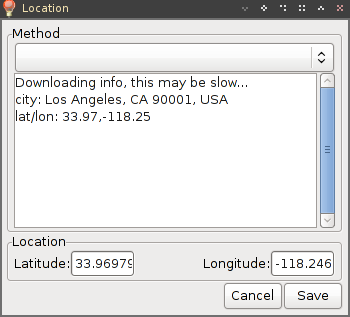 Location
Method
Downloading info, this may be slow...
city: Los Angeles, CA 90001, USA
lat/lon: 33.97,-118.25
Location
Latitude: 33.96979 Longitude: -118.246
Cancel Save